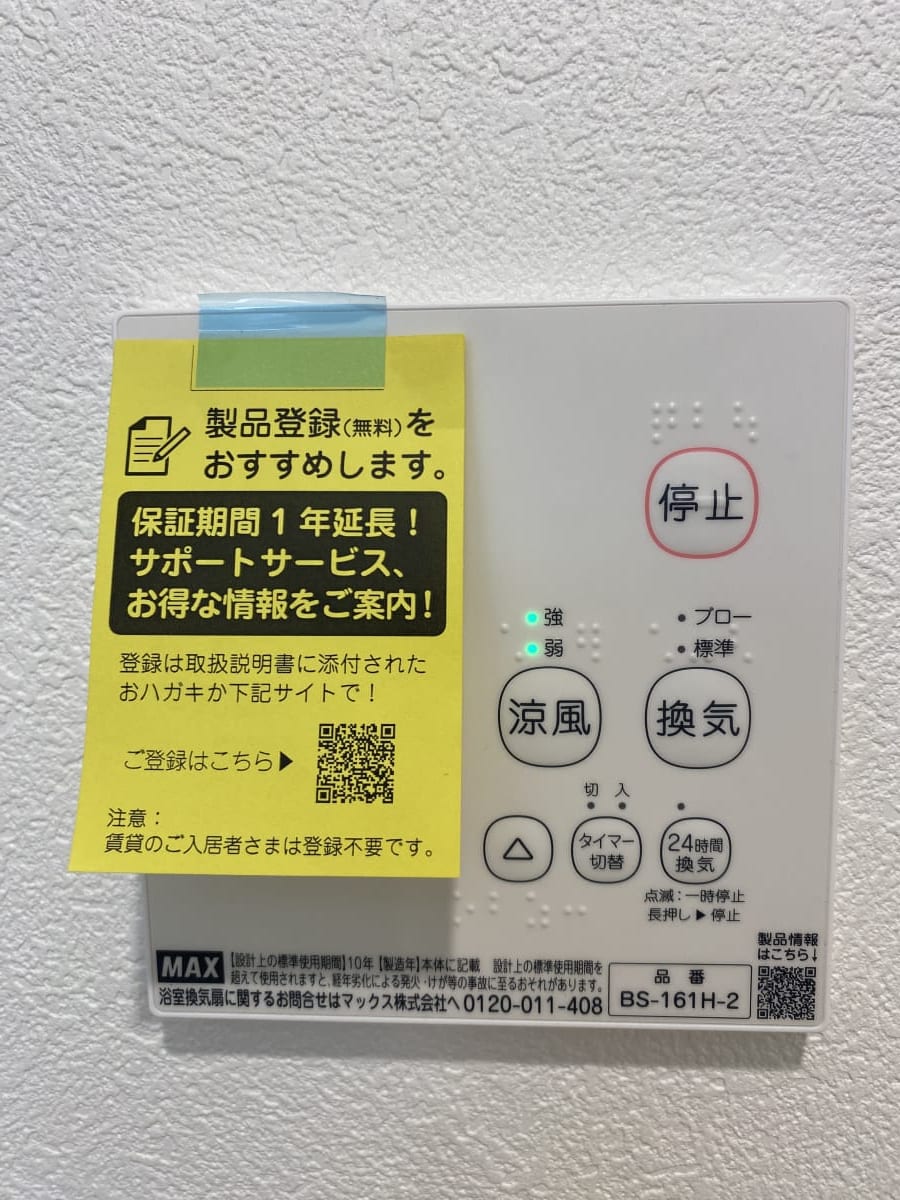 製品登録(無料)を
おすすめします。
保証期間1年延長！
サポートサービス、
お得な情報をご案内！
登録は取扱説明書に添付された
おハガキか下記サイトで！
ご登録はこちら▶
注意：
賃貸のご入居者さまは登録不要です。
停止
強
弱
ブロー
標準
涼風
換気
切 入
△
タイマー
切替
24時間
換気
点滅：一時停止
長押し▶停止
製品情報
はこちら↓
MAX
【設計上の標準使用期間】10年【製造年】本体に記載 設計上の標準使用期間を
超えて使用されますと、経年劣化による発火・けが等の事故に至るおそれがあります。
浴室換気扇に関するお問合せはマックス株式会社へ0120-011-408
品番
BS-161H-2